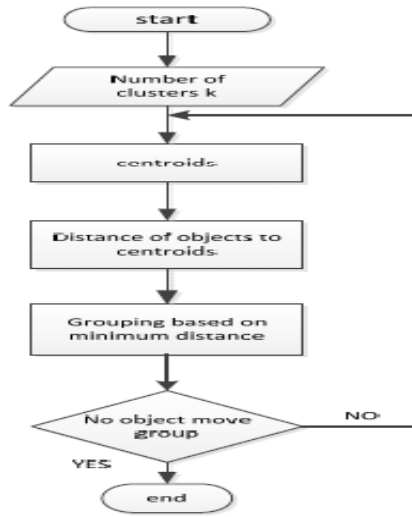 start
Number of
clusters k
centroids
Distance of objects to
centroids
Grouping based on
minimum distance
No object move
group
NO
YES
end